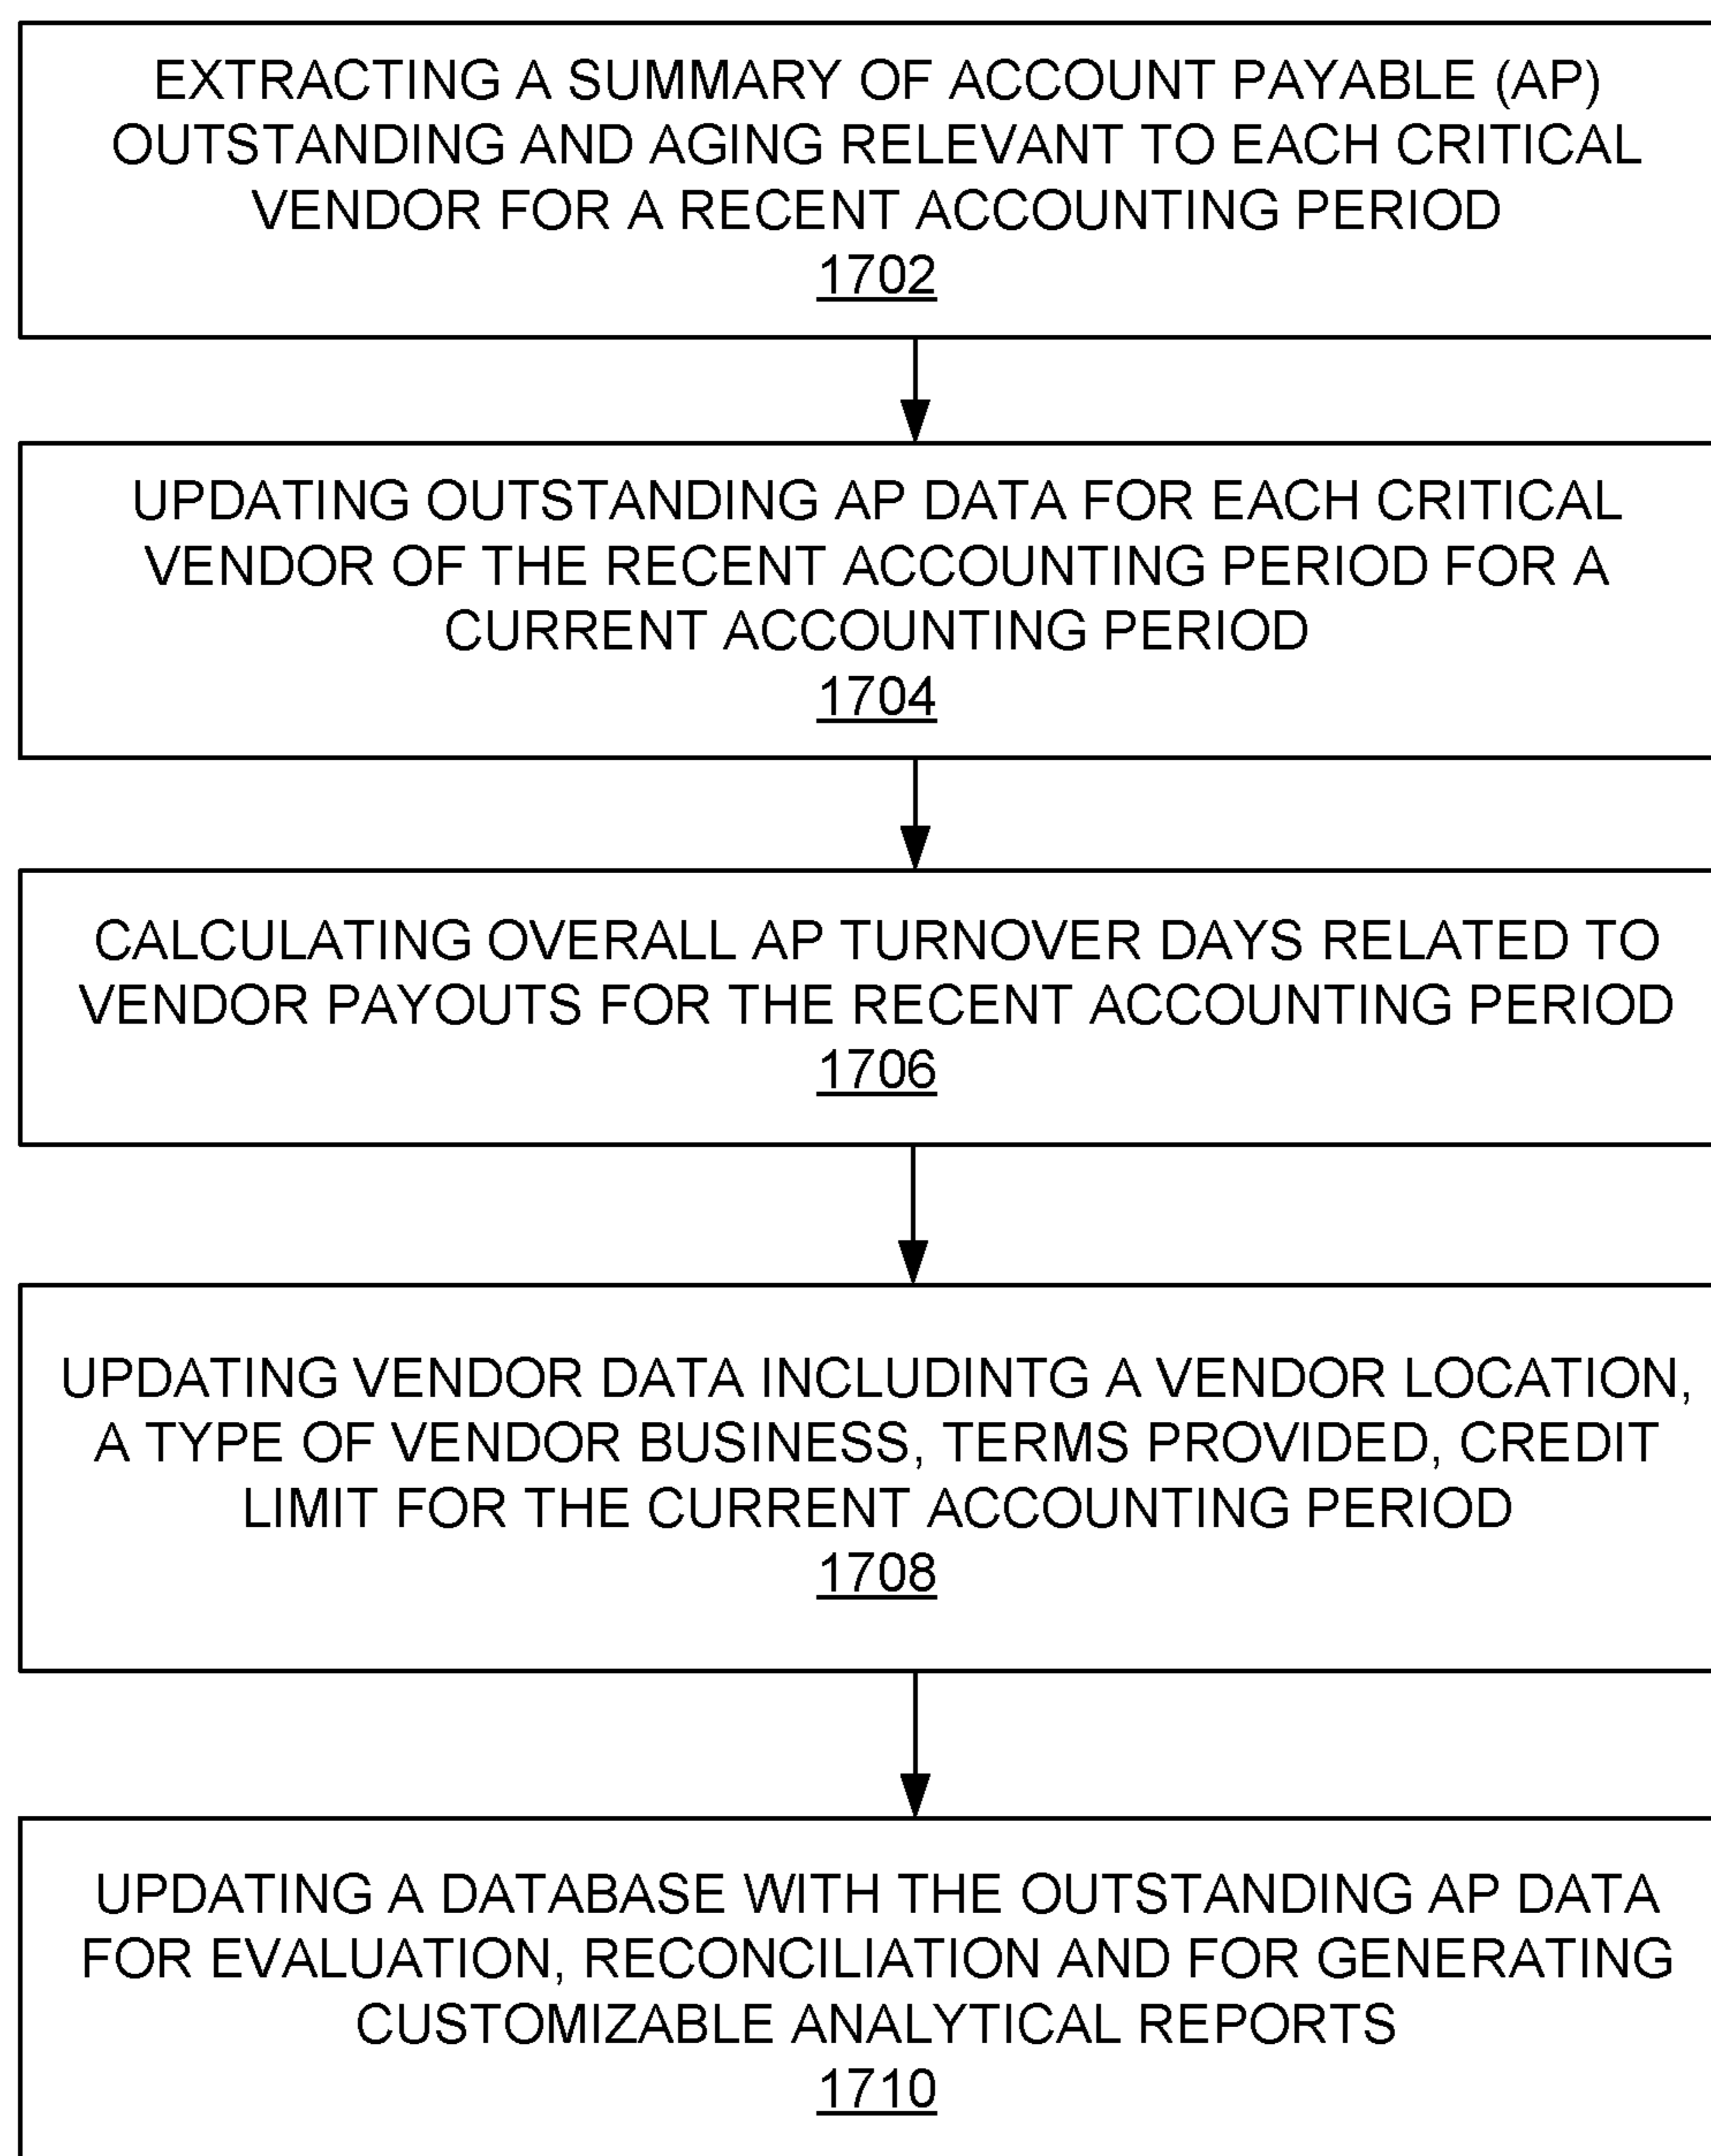 EXTRACTING A SUMMARY OF ACCOUNT PAYABLE (AP)
OUTSTANDING AND AGING RELEVANT TO EACH CRITICAL
VENDOR FOR A RECENT ACCOUNTING PERIOD
1702
UPDATING OUTSTANDING AP DATA FOR EACH CRITICAL
VENDOR OF THE RECENT ACCOUNTING PERIOD FOR A
CURRENT ACCOUNTING PERIOD
1704
CALCULATING OVERALL AP TURNOVER DAYS RELATED TO
VENDOR PAYOUTS FOR THE RECENT ACCOUNTING PERIOD
1706
UPDATING VENDOR DATA INCLUDINTG A VENDOR LOCATION,
A TYPE OF VENDOR BUSINESS, TERMS PROVIDED, CREDIT
LIMIT FOR THE CURRENT ACCOUNTING PERIOD
1708
UPDATING A DATABASE WITH THE OUTSTANDING AP DATA
FOR EVALUATION, RECONCILIATION AND FOR GENERATING
CUSTOMIZABLE ANALYTICAL REPORTS
1710